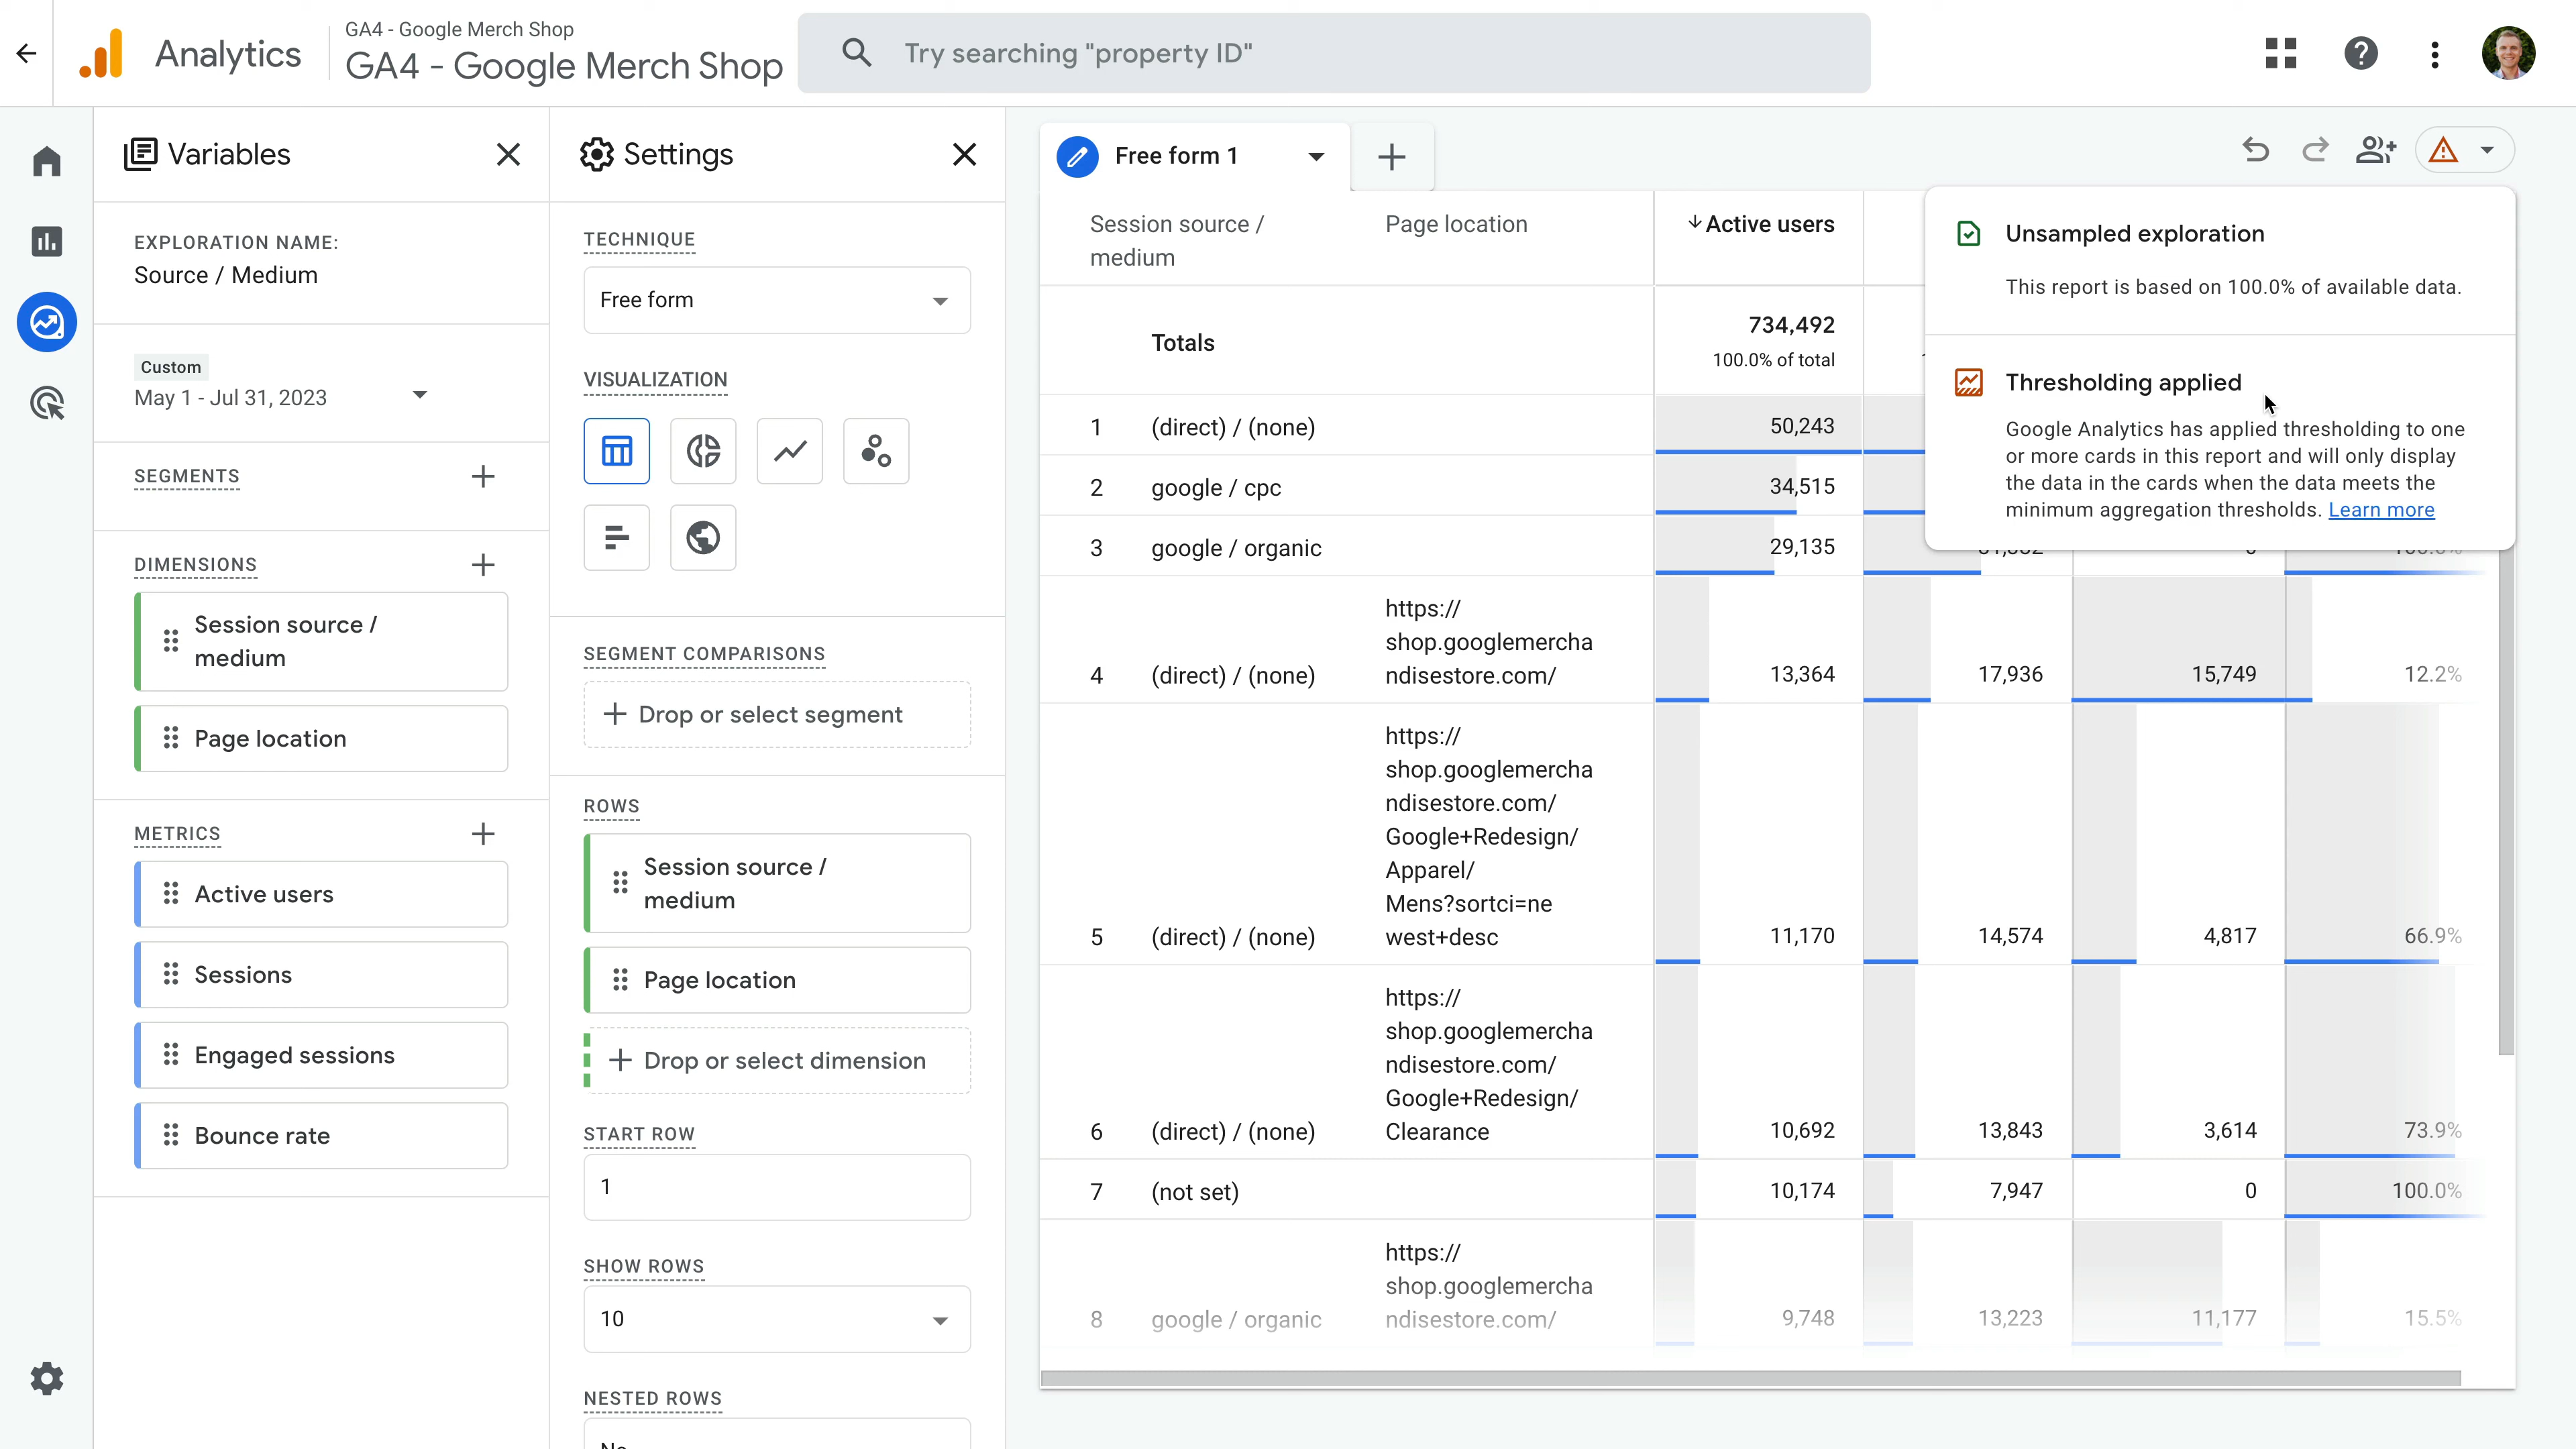 Analytics
GA4 - Google Merch Shop
GA4 - Google Merch Shop
Try searching "property ID"
Variables
EXPLORATION NAME:
Source / Medium
Custom
May 1 - Jul 31, 2023
SEGMENTS
DIMENSIONS
Session source /
medium
Page location
METRICS
Active users
Sessions
Engaged sessions
Bounce rate
Settings
TECHNIQUE
Free form
VISUALIZATION
SEGMENT COMPARISONS
Drop or select segment
ROWS
Session source /
medium
Page location
Drop or select dimension
START ROW
1
SHOW ROWS
10
NESTED ROWS
Free form 1
Session source /
medium
Page location
Active users
Totals
734,492
100.0% of total
1 (direct) / (none) 50,243
2 google / cpc 34,515
3 google / organic 29,135
https://
shop.googlemercha
4 (direct) / (none) ndisestore.com/ 13,364 17,936 15,749 12.2%
https://
shop.googlemercha
ndisestore.com/
Google+Redesign/
Apparel/
Mens?sortci=ne
5 (direct) / (none) west+desc 11,170 14,574 4,817 66.9%
https://
shop.googlemercha
ndisestore.com/
Google+Redesign/
6 (direct) / (none) Clearance 10,692 13,843 3,614 73.9%
7 (not set) 10,174 7,947 0 100.0%
https://
shop.googlemercha
8 google / organic ndisestore.com/ 9,748 13,223 11,177 15.5%
Unsampled exploration
This report is based on 100.0% of available data.
Thresholding applied
Google Analytics has applied thresholding to one
or more cards in this report and will only display
the data in the cards when the data meets the
minimum aggregation thresholds. Learn more